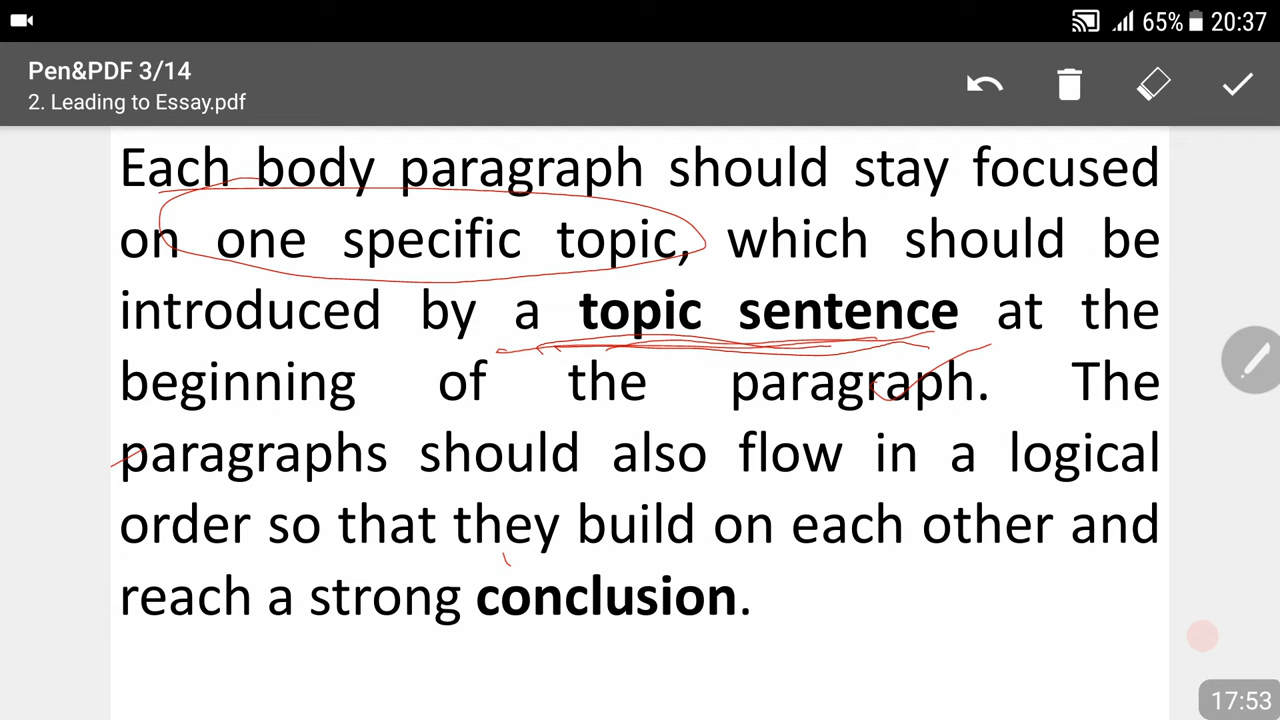 65% 20:37
Pen&PDF 3/14
2. Leading to Essay.pdf
Each body paragraph should stay focused
on one specific topic, which should be
introduced by a topic sentence at the
beginning of the paragraph. The
paragraphs should also flow in a logical
order so that they build on each other and
reach a strong conclusion.
17:53